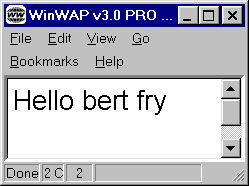 WinWAP v3.0 PRO ...
File Edit View Go
Bookmarks Help
Hello bert fry
Done 2 C 2